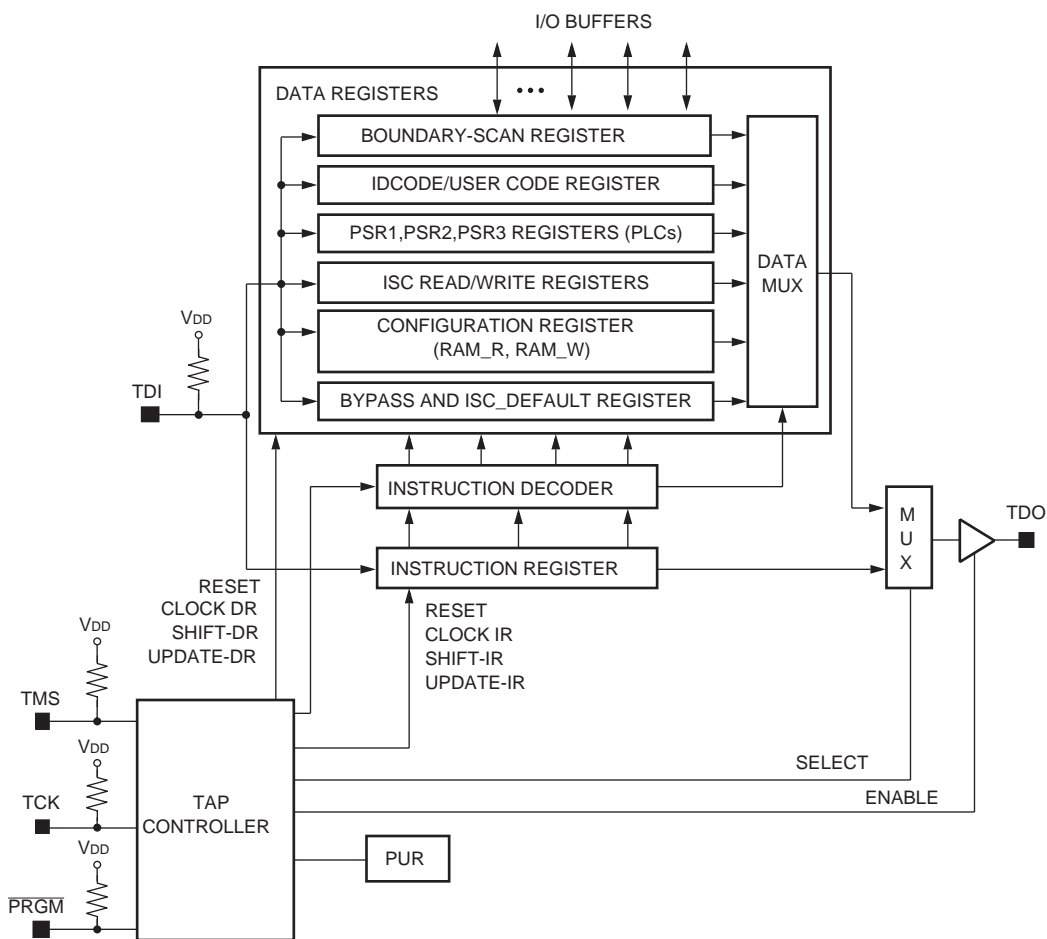 I/O BUFFERS
DATA REGISTERS
BOUNDARY-SCAN REGISTER
IDCODE/USER CODE REGISTER
PSR1,PSR2,PSR3 REGISTERS (PLCs)
ISC READ/WRITE REGISTERS
CONFIGURATION REGISTER
(RAM_R, RAM_W)
BYPASS AND ISC_DEFAULT REGISTER
DATA
MUX
VDD
TDI
INSTRUCTION DECODER
INSTRUCTION REGISTER
M
U
X
TDO
RESET
CLOCK DR
SHIFT-DR
UPDATE-DR
RESET
CLOCK IR
SHIFT-IR
UPDATE-IR
VDD
TMS
VDD
TCK
VDD
PRGM
TAP
CONTROLLER
SELECT
ENABLE
PUR